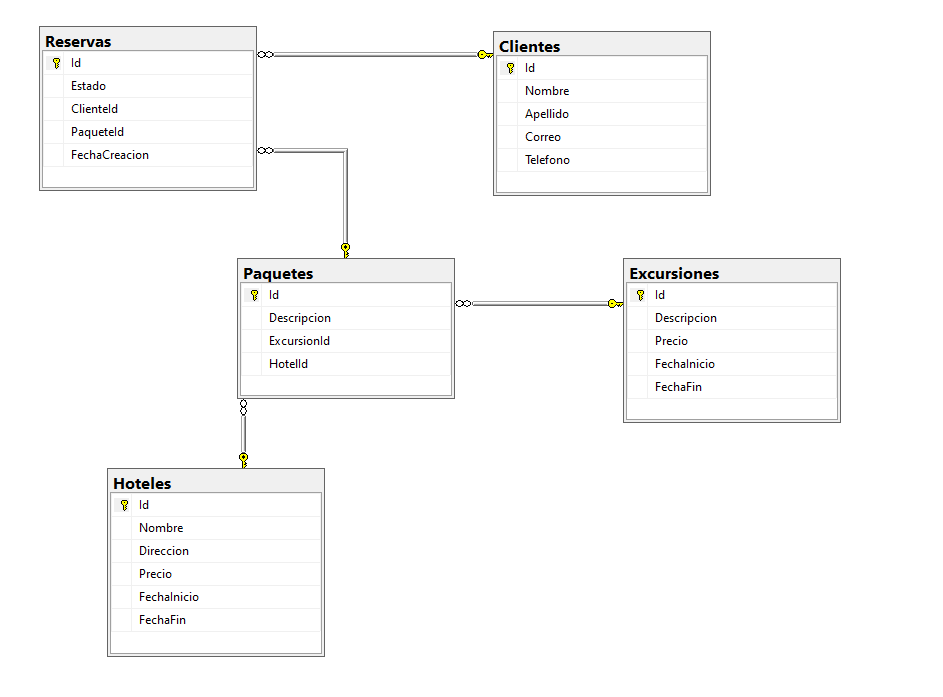 Reservas
Id
Estado
ClienteId
PaqueteId
FechaCreacion
Clientes
Id
Nombre
Apellido
Correo
Telefono
Paquetes
Id
Descripcion
ExcursionId
HotelId
Excursiones
Id
Descripcion
Precio
FechaInicio
FechaFin
Hoteles
Id
Nombre
Direccion
Precio
FechaInicio
FechaFin